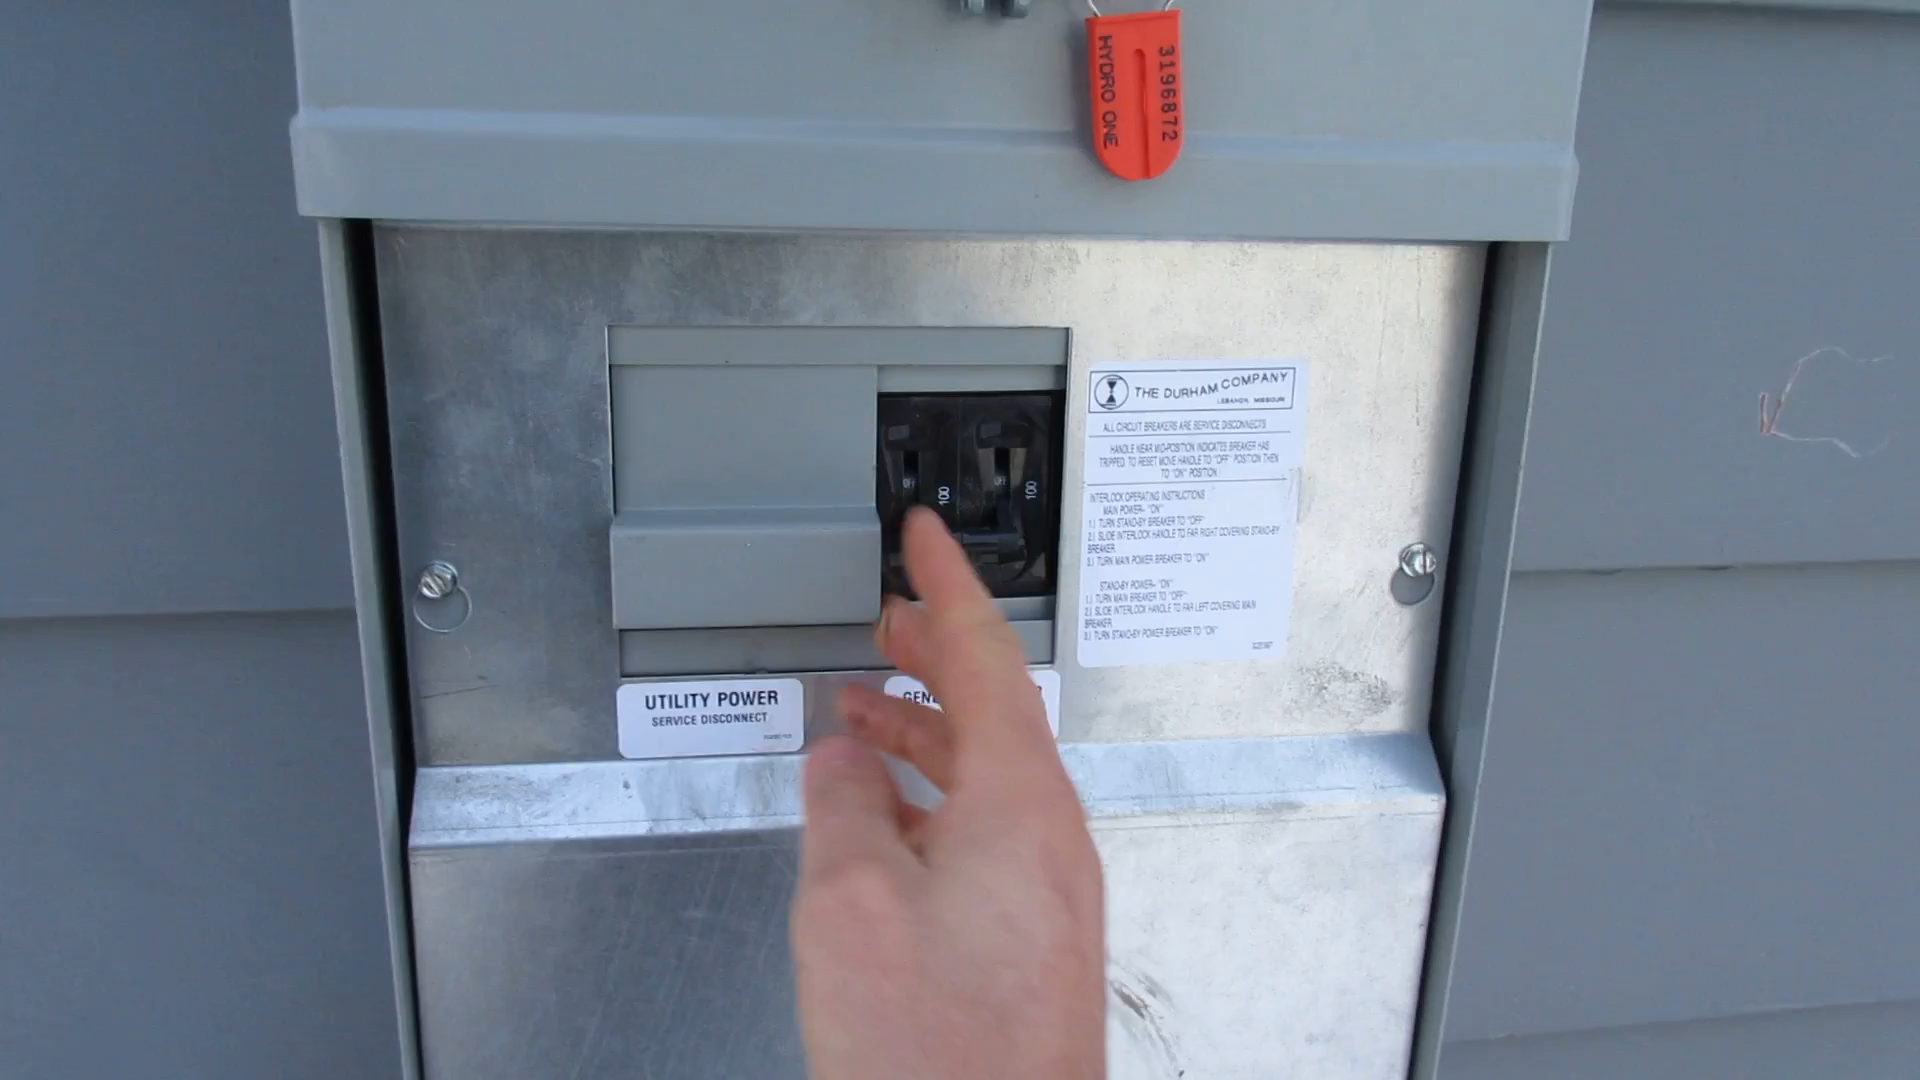 HYDRO ONE
3196872
THE DURHAM COMPANY
LEBANON, MISSOURI
ALL CIRCUIT BREAKERS ARE SERVICE DISCONNECTS
HANDLE NEAR MID-POSITION INDICATES BREAKER HAS
TRIPPED. TO RESET MOVE HANDLE TO "OFF" POSITION THEN
TO "ON" POSITION
INTERLOCK OPERATING INSTRUCTIONS
MAIN POWER- "ON"
1.) TURN STAND-BY BREAKER TO "OFF"
2.) SLIDE INTERLOCK HANDLE TO FAR RIGHT COVERING STAND-BY
BREAKER
3.) TURN MAIN POWER BREAKER TO "ON"
STAND-BY POWER- "ON"
1.) TURN MAIN BREAKER TO "OFF"
2.) SLIDE INTERLOCK HANDLE TO FAR LEFT COVERING MAIN
BREAKER
3.) TURN STAND-BY POWER BREAKER TO "ON"
OFF
100
OFF
100
UTILITY POWER
SERVICE DISCONNECT